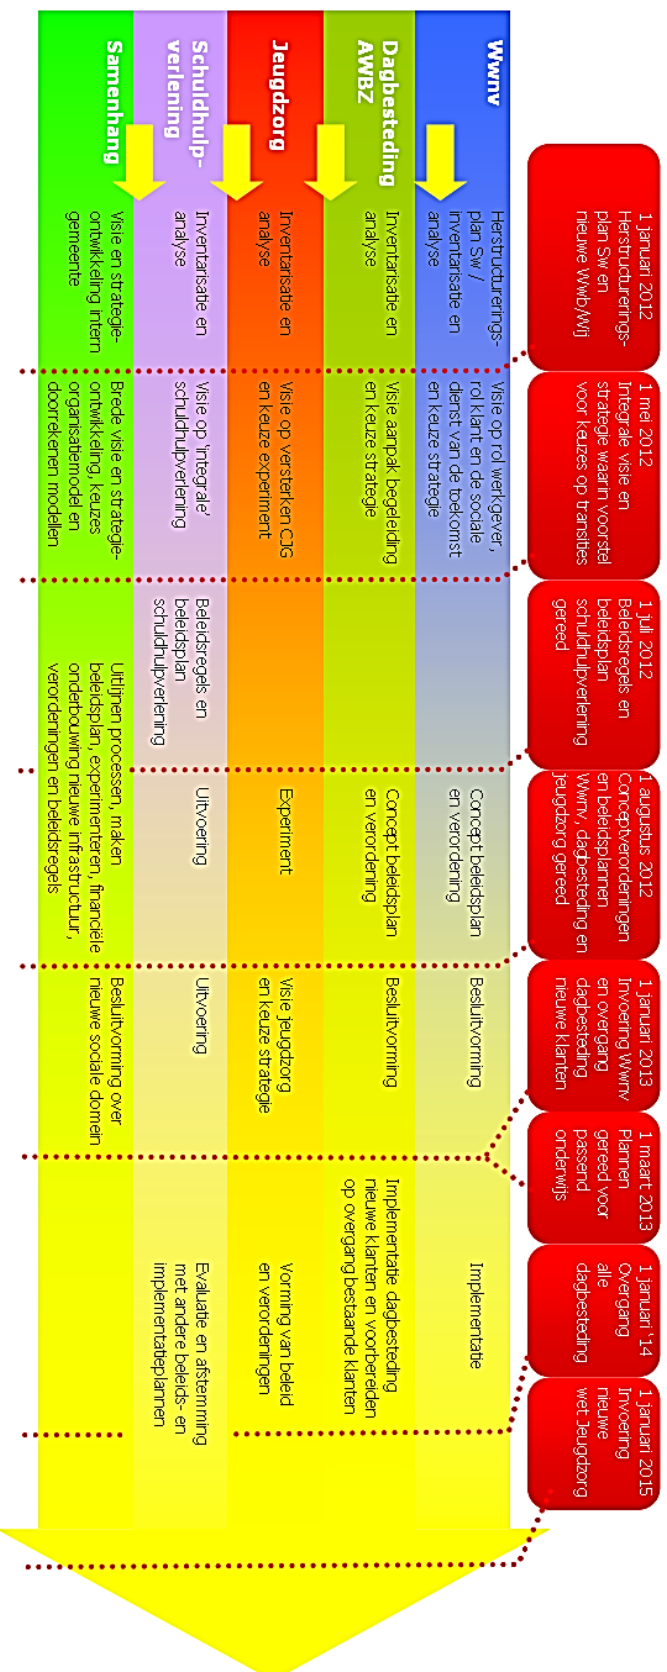 1 januari 2012
Herstructurerings-
plan Sw en
nieuwe Wwb/Wij
1 mei 2012
Integrale visie en
strategie waarin voorstel
voor keuzes op transities
1 juli 2012
Beleidsregels en
beleidsplan
schuldhulpverlening
gereed
1 augustus 2012
Conceptverordeningen
en beleidsplannen
Wwnv, dagbesteding en
jeugdzorg gereed
1 januari 2013
Invoering Wwnv
en overgang
dagbesteding
nieuwe klanten
1 maart 2013
Plannen
gereed voor
passend
onderwijs
1 januari '14
Overgang
alle
dagbesteding
1 januari 2015
Invoering
nieuwe
wet Jeugdzorg
Wwnv
Herstructurerings-
plan Sw /
inventarisatie en
analyse
Visie op rol werkgever,
rol klant en de sociale
dienst van de toekomst
en keuze strategie
Concept beleidsplan
en verordening
Besluitvorming
Implementatie
Dagbesteding
AWBZ
Inventarisatie en
analyse
Visie aanpak begeleiding
en keuze strategie
Concept beleidsplan
en verordening
Besluitvorming
Implementatie dagbesteding
nieuwe klanten en voorbereiden
op overgang bestaande klanten
Jeugdzorg
Inventarisatie en
analyse
Visie op versterken CJG
en keuze experiment
Experiment
Visie jeugdzorg
en keuze strategie
Vorming van beleid
en verordeningen
Schuldhulp-
verlening
Inventarisatie en
analyse
Visie op 'integrale'
schuldhulpverlening
Beleidsregels en
beleidsplan
schuldhulpverlening
Uitvoering
Uitvoering
Evaluatie en afstemming
met andere beleids- en
implementatieplannen
Samenhang
Visie en strategie-
ontwikkeling intern
gemeente
Brede visie en strategie-
ontwikkeling, keuzes
organisatiemodel en
doorrekenen modellen
Uitlijnen processen, maken
beleidsplan, experimenteren, financiële
onderbouwing nieuwe infrastructuur,
verordeningen en beleidsregels
Besluitvorming over
nieuwe sociale domein